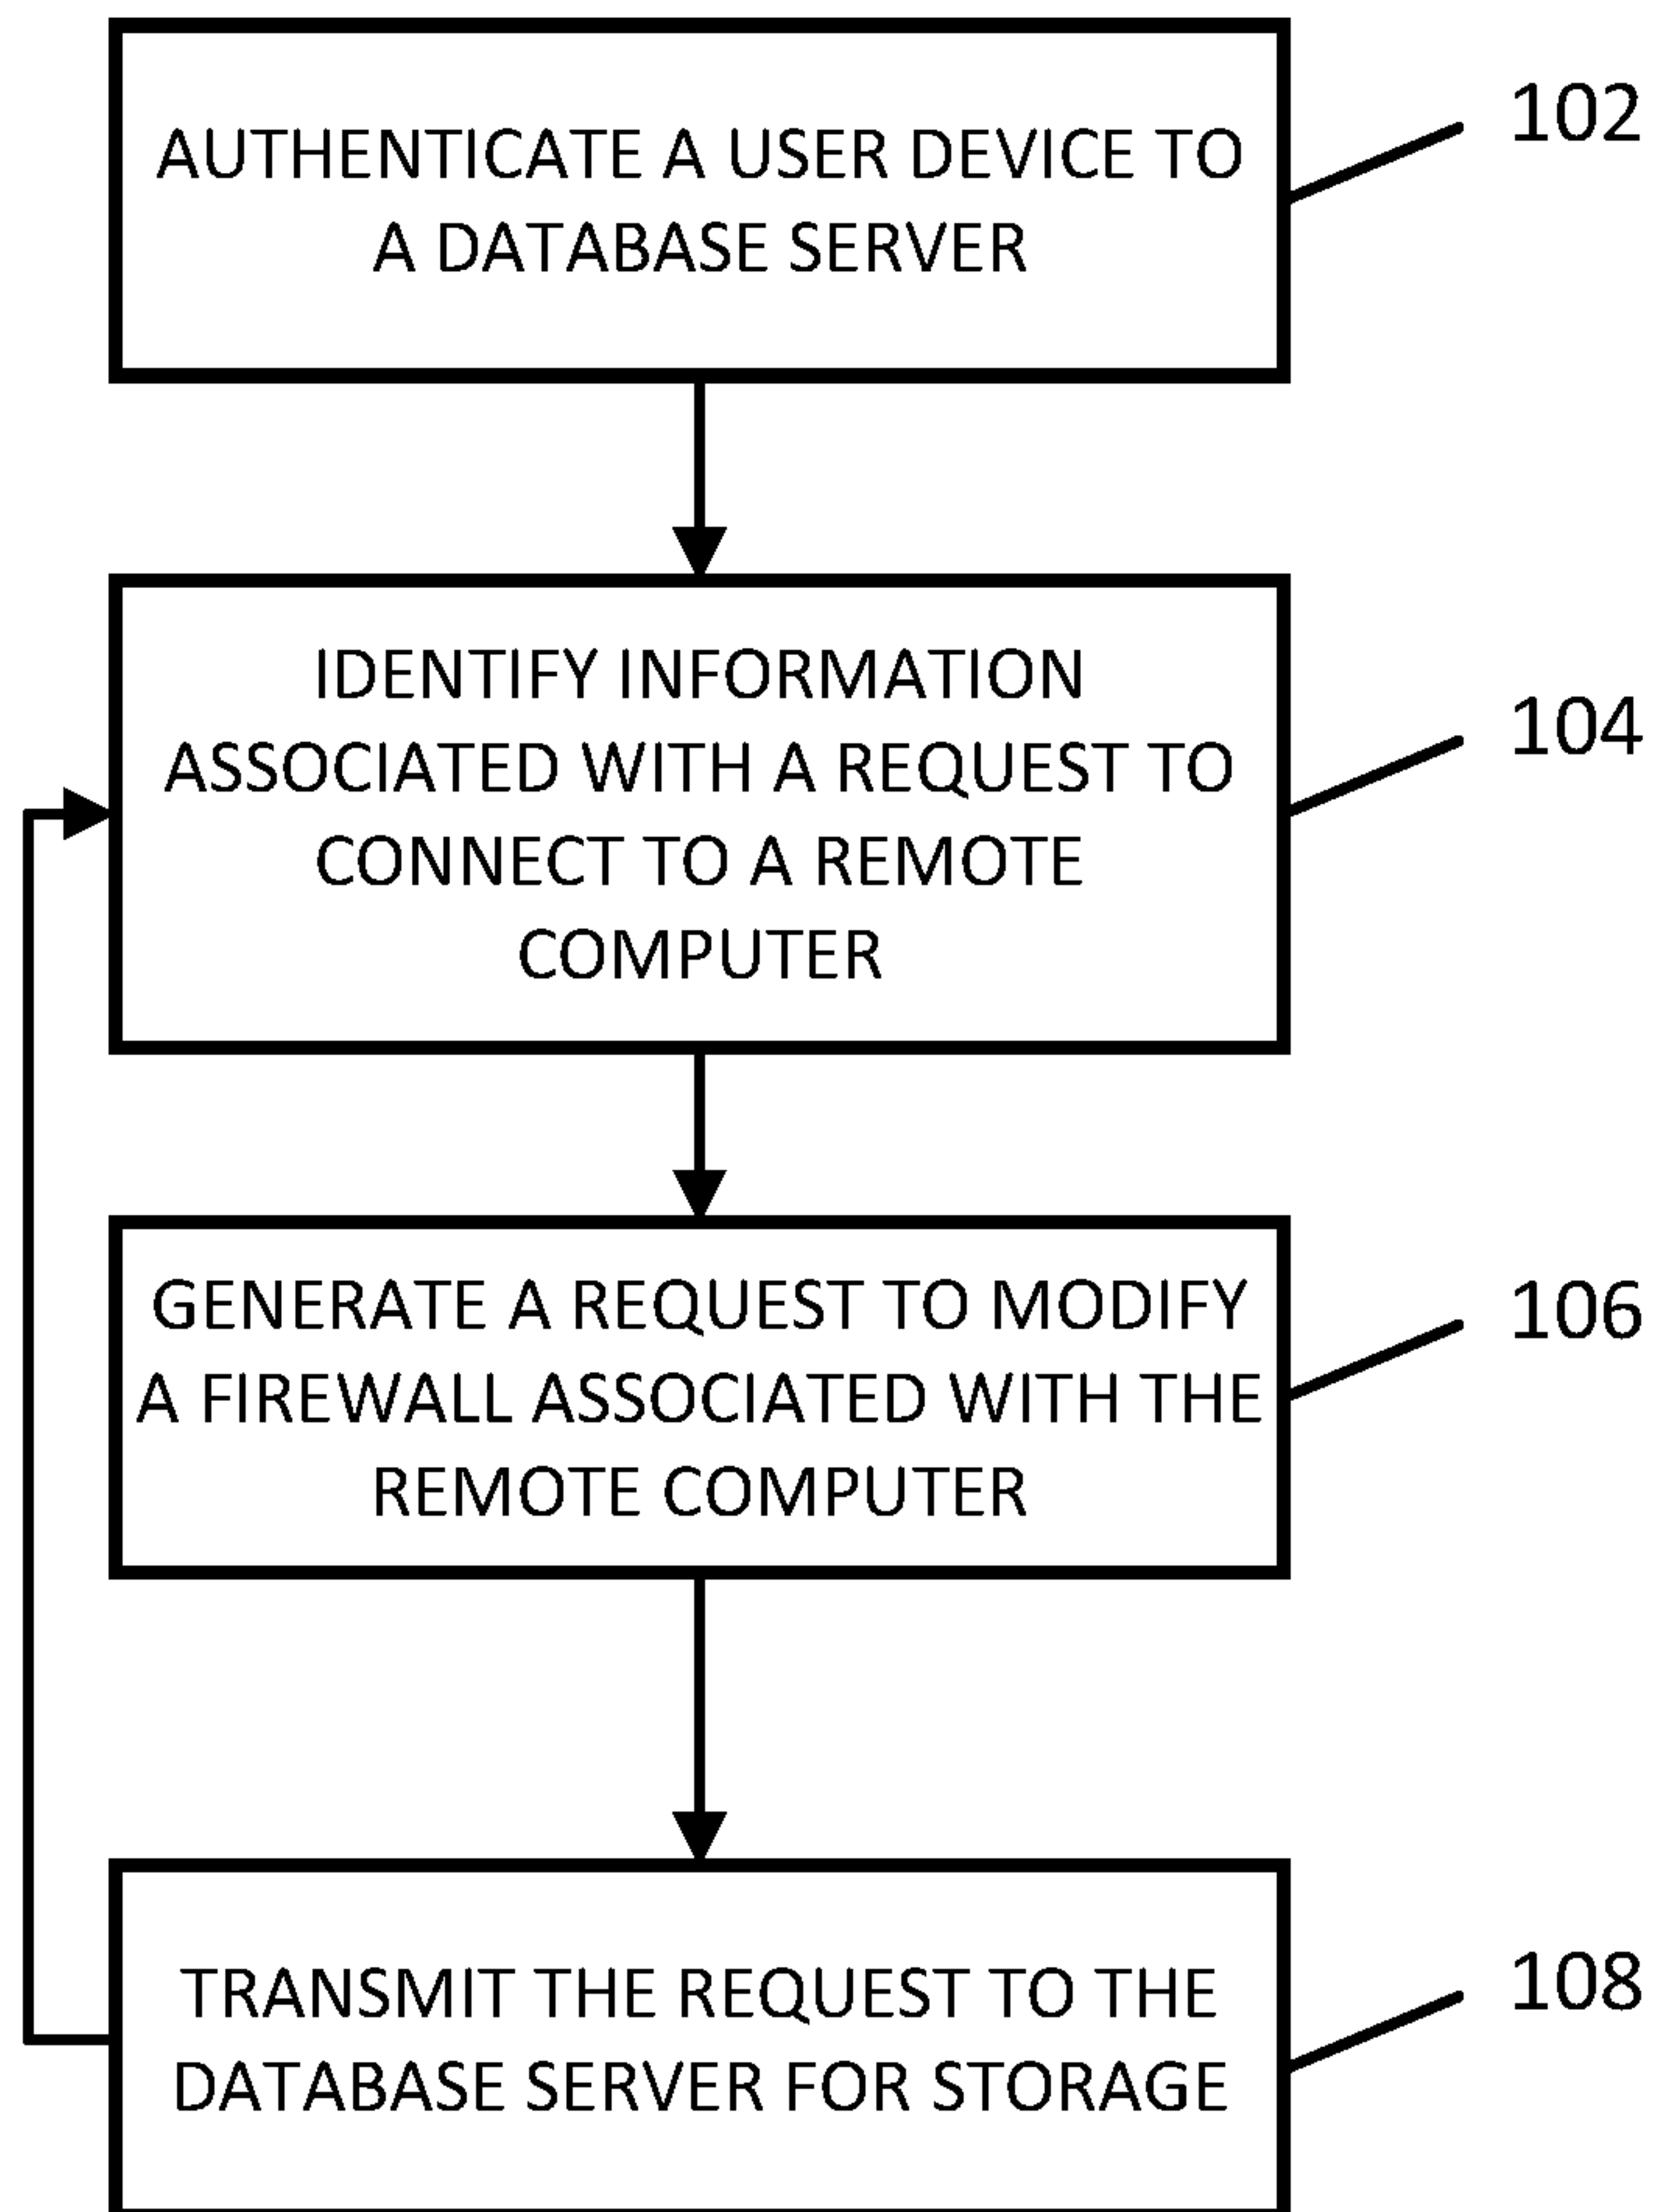 AUTHENTICATE A USER DEVICE TO
A DATABASE SERVER
102
IDENTIFY INFORMATION
ASSOCIATED WITH A REQUEST TO
CONNECT TO A REMOTE
COMPUTER
104
GENERATE A REQUEST TO MODIFY
A FIREWALL ASSOCIATED WITH THE
REMOTE COMPUTER
106
TRANSMIT THE REQUEST TO THE
DATABASE SERVER FOR STORAGE
108